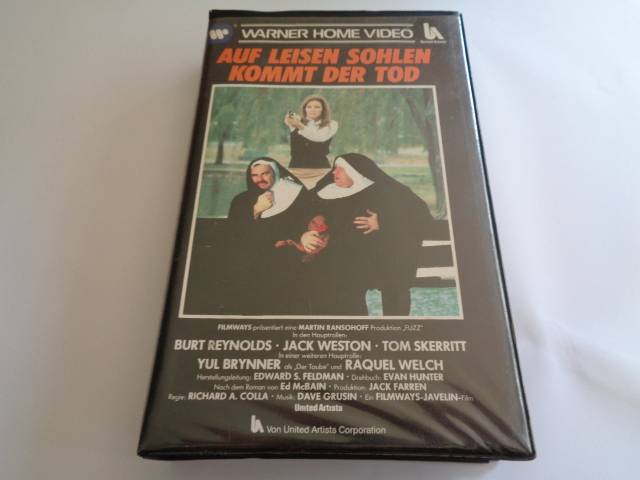 WARNER HOME VIDEO
AUF LEISEN SOHLEN
KOMMT DER TOD
FILMWAYS präsentiert eine MARTIN RANSOHOFF Produktion „FUZZ"
In den Hauptrollen:
BURT REYNOLDS · JACK WESTON · TOM SKERRITT
In einer weiteren Hauptrolle:
YUL BRYNNER als „Der Taube" und RAQUEL WELCH
Herstellungsleitung: EDWARD S. FELDMAN · Drehbuch: EVAN HUNTER
Nach dem Roman von Ed McBAIN · Produktion: JACK FARREN
Regie: RICHARD A. COLLA · Musik: DAVE GRUSIN · Ein FILMWAYS-JAVELIN-Film
United Artists
Von United Artists Corporation